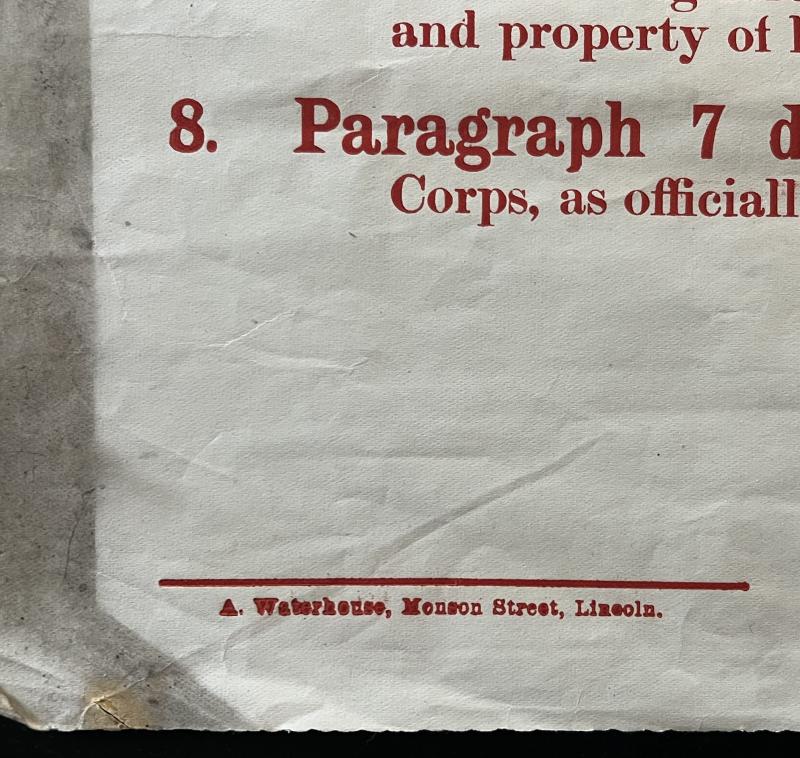 and property of
8. Paragraph 7 d
Corps, as officiall
A. Waterhouse, Monson Street, Lincoln.